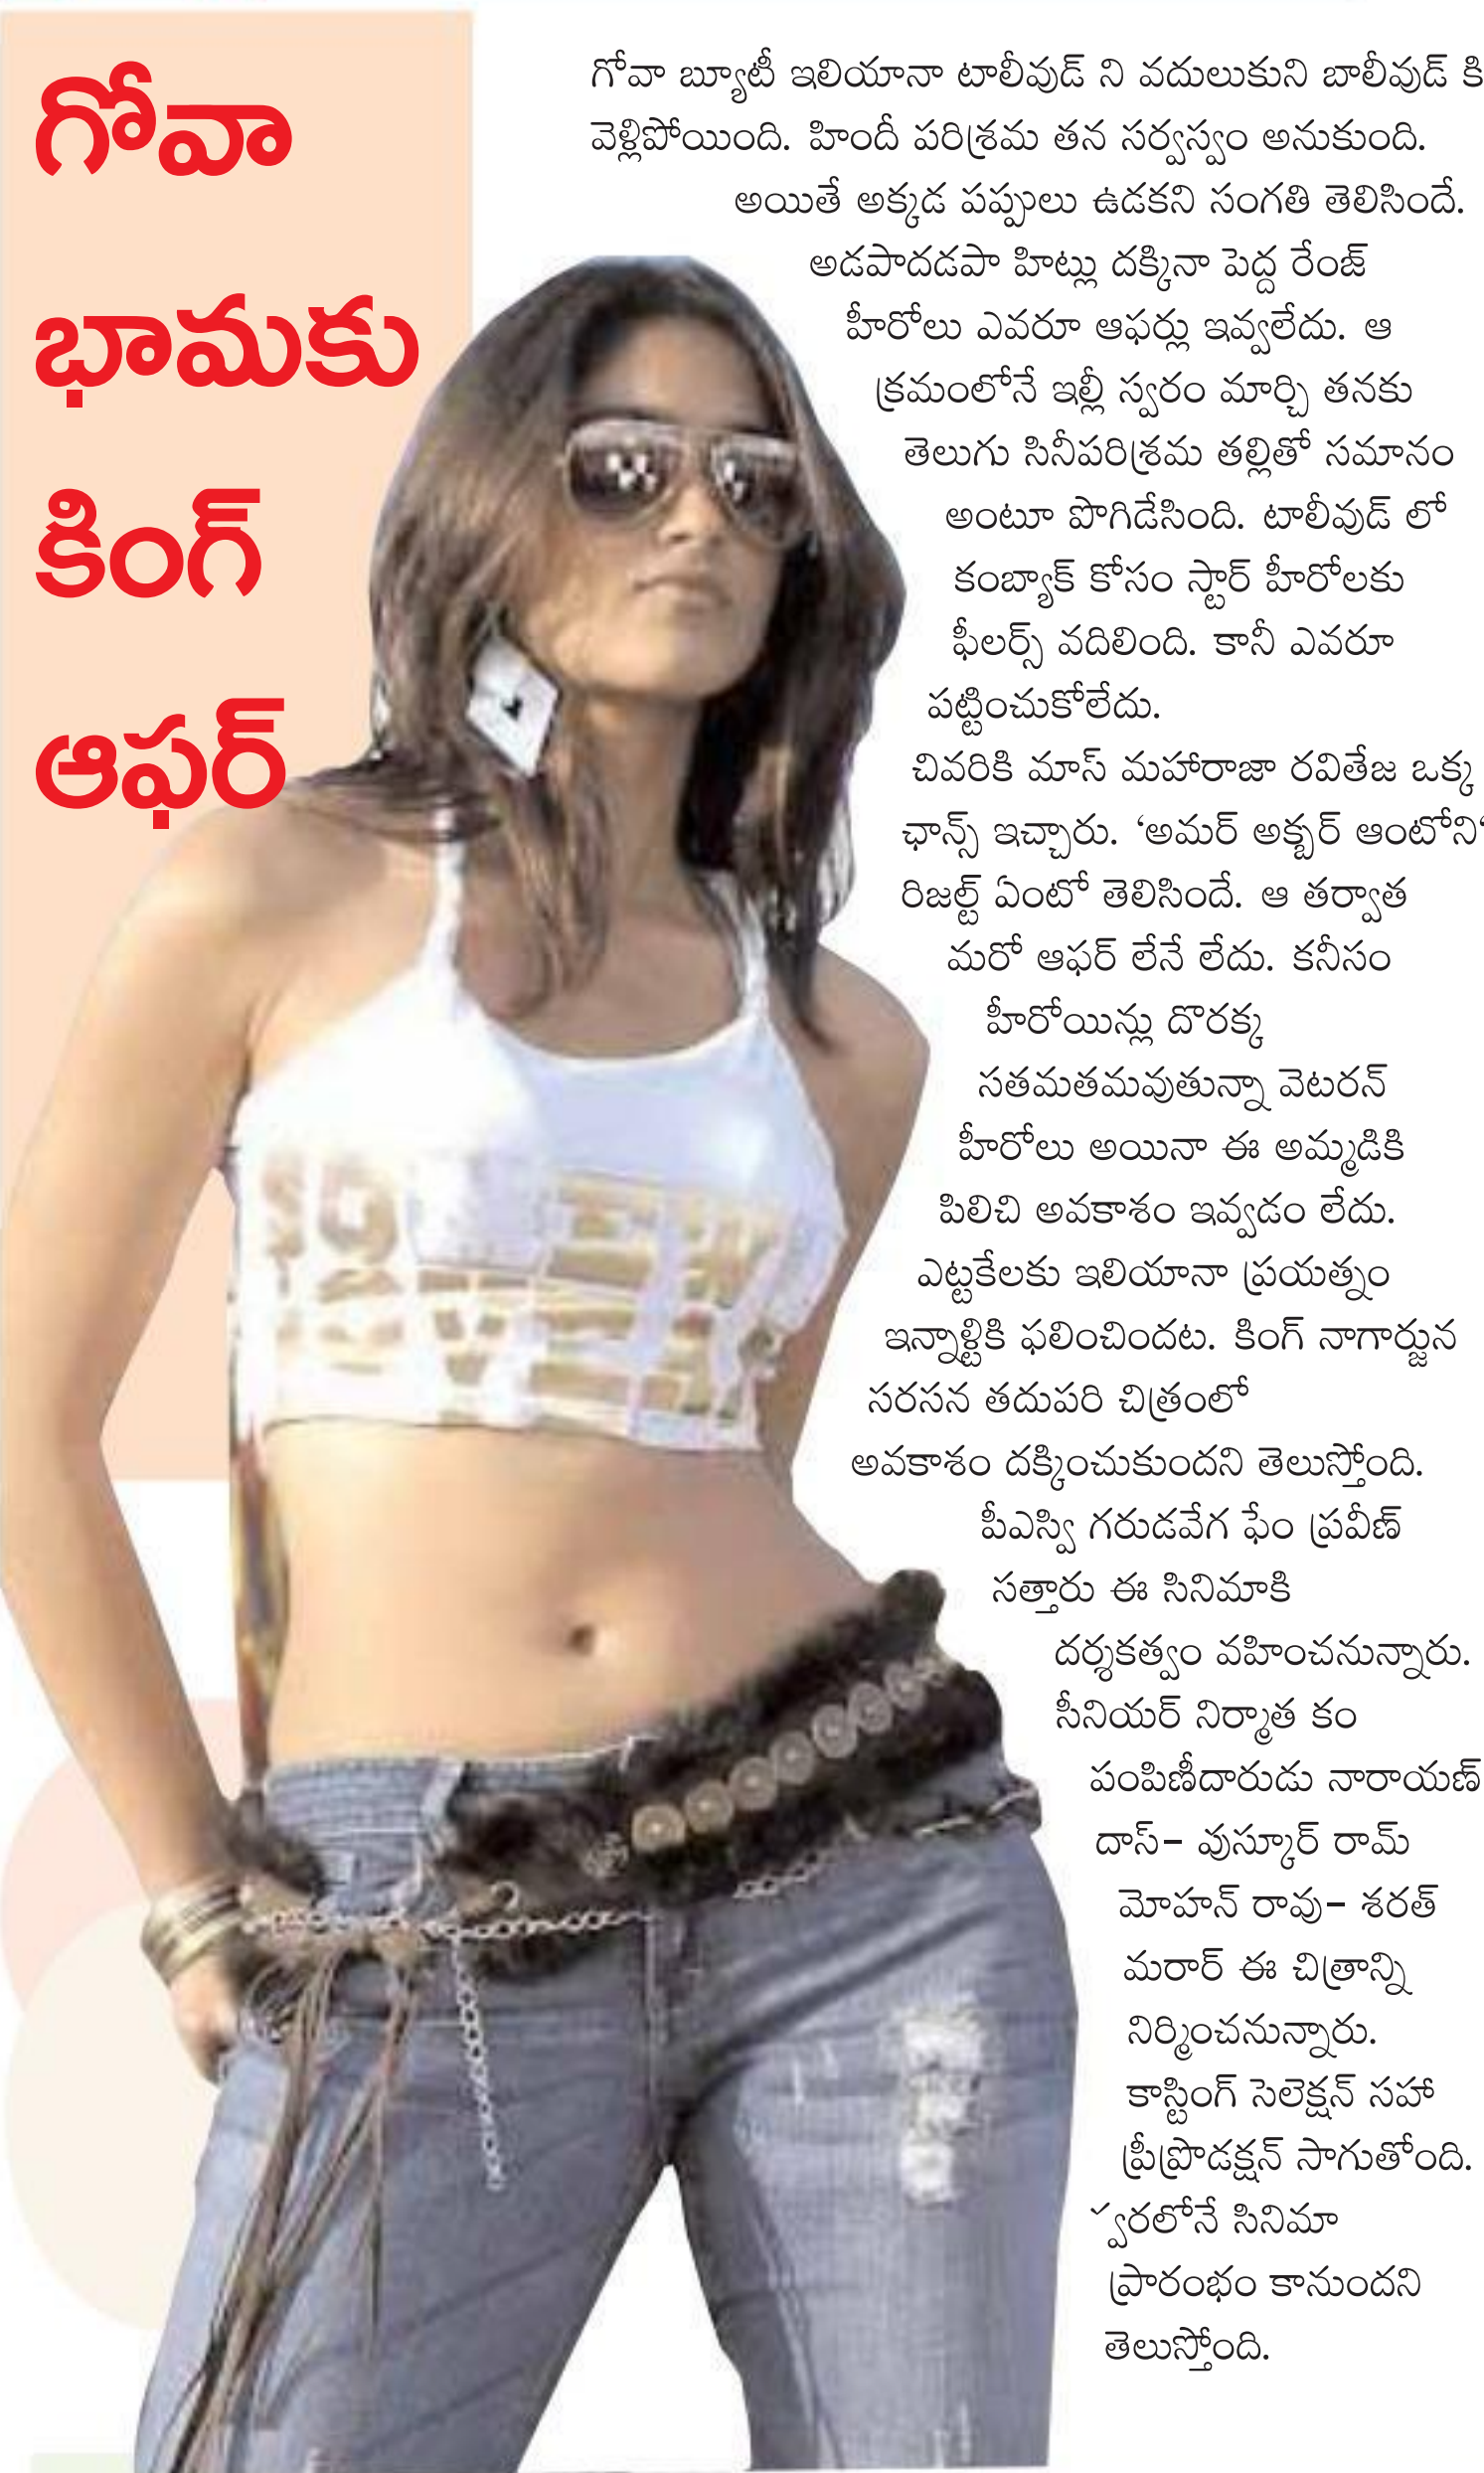 గోవా
భామకు
కింగ్
ఆఫర్
గోవా బ్యూటీ ఇలియానా టాలీవుడ్ ని వదులుకుని బాలీవుడ్ కి
వెళ్లిపోయింది. హిందీ పరిశ్రమ తన సర్వస్వం అనుకుంది.
అయితే అక్కడ పప్పులు ఉడకని సంగతి తెలిసిందే.
అడపాదడపా హిట్లు దక్కినా పెద్ద రేంజ్
హీరోలు ఎవరూ ఆఫర్లు ఇవ్వలేదు. ఆ
క్రమంలోనే ఇల్లీ స్వరం మార్చి తనకు
తెలుగు సినీపరిశ్రమ తల్లితో సమానం
అంటూ పొగిడేసింది. టాలీవుడ్ లో
కంబ్యాక్ కోసం స్టార్ హీరోలకు
ఫీలర్స్ వదిలింది. కానీ ఎవరూ
పట్టించుకోలేదు.
చివరికి మాస్ మహారాజా రవితేజ ఒక్క
ఛాన్స్ ఇచ్చారు. ‘అమర్ అక్బర్ ఆంటోని‘
రిజల్ట్ ఏంటో తెలిసిందే. ఆ తర్వాత
మరో ఆఫర్ లేనే లేదు. కనీసం
హీరోయిన్లు దొరక్క
సతమతమవుతున్నా వెటరన్
హీరోలు అయినా ఈ అమ్మడికి
పిలిచి అవకాశం ఇవ్వడం లేదు.
ఎట్టకేలకు ఇలియానా ప్రయత్నం
ఇన్నాళ్టికి ఫలించిందట. కింగ్ నాగార్జున
సరసన తదుపరి చిత్రంలో
అవకాశం దక్కించుకుందని తెలుస్తోంది.
పీఎస్వి గరుడవేగ ఫేం ప్రవీణ్
సత్తారు ఈ సినిమాకి
దర్శకత్వం వహించనున్నారు.
సీనియర్ నిర్మాత కం
పంపిణీదారుడు నారాయణ్
దాస్- వుస్కూర్ రామ్
మోహన్ రావు- శరత్
మరార్ ఈ చిత్రాన్ని
నిర్మించనున్నారు.
కాస్టింగ్ సెలెక్షన్ సహా
ప్రీప్రొడక్షన్ సాగుతోంది.
సినిమా
ప్రారంభం కానుందని
తెలుస్తోంది.